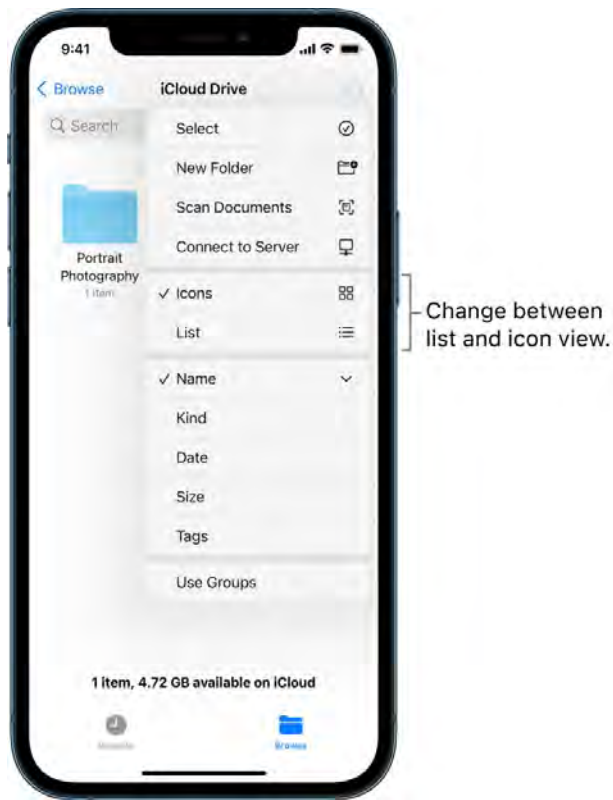 9:41
Browse
iCloud Drive
Search
Select
New Folder
Scan Documents
Connect to Server
Portrait
Photography
1 item
Icons
List
Name
Kind
Date
Size
Tags
Use Groups
1 item, 4.72 GB available on iCloud
Browse
Change between
list and icon view.